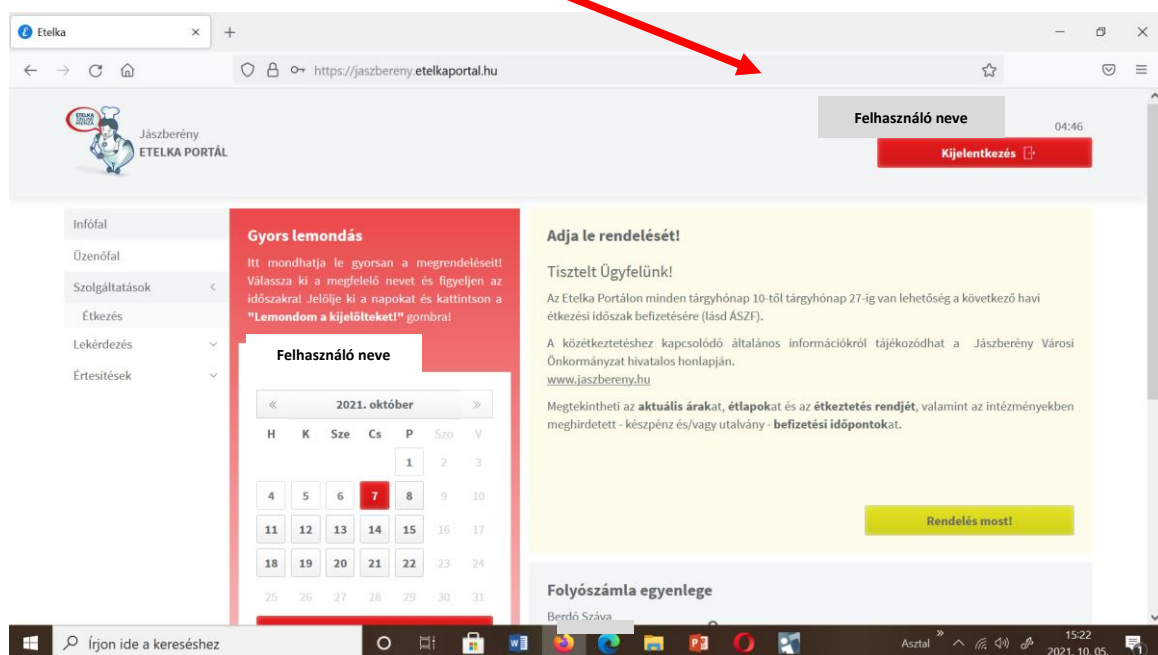 Etelka
https://jaszbereny.etelkaportal.hu
ETELKA ONLINE MENZA
Jászberény
ETELKA PORTÁL
Felhasználó neve
04:46
Kijelentkezés
Infófal
Üzenőfal
Szolgáltatások
Étkezés
Lekérdezés
Értesítések
Gyors lemondás
Itt mondhatja le gyorsan a megrendeléseit!
Válassza ki a megfelelő nevet és figyeljen az
időszakra! Jelölje ki a napokat és kattintson a
"Lemondom a kijelölteket!" gombra!
Felhasználó neve
« 2021. október »
H K Sze Cs P Szo V
1 2 3
4 5 6 7 8 9 10
11 12 13 14 15 16 17
18 19 20 21 22 23 24
25 26 27 28 29 30 31
Adja le rendelését!
Tisztelt Ügyfelünk!
Az Etelka Portálon minden tárgyhónap 10-től tárgyhónap 27-ig van lehetőség a következő havi
étkezési időszak befizetésére (lásd ÁSZF).
A közétkeztetéshez kapcsolódó általános információkról tájékozódhat a Jászberény Városi
Önkormányzat hivatalos honlapján.
www.jaszbereny.hu
Megtekintheti az aktuális árakat, étlapokat és az étkeztetés rendjét, valamint az intézményekben
meghirdetett - készpénz és/vagy utalvány - befizetési időpontokat.
Rendelés most!
Folyószámla egyenlege
Berdó Száva
Írjon ide a kereséshez
Asztal
15:22
2021. 10. 05.